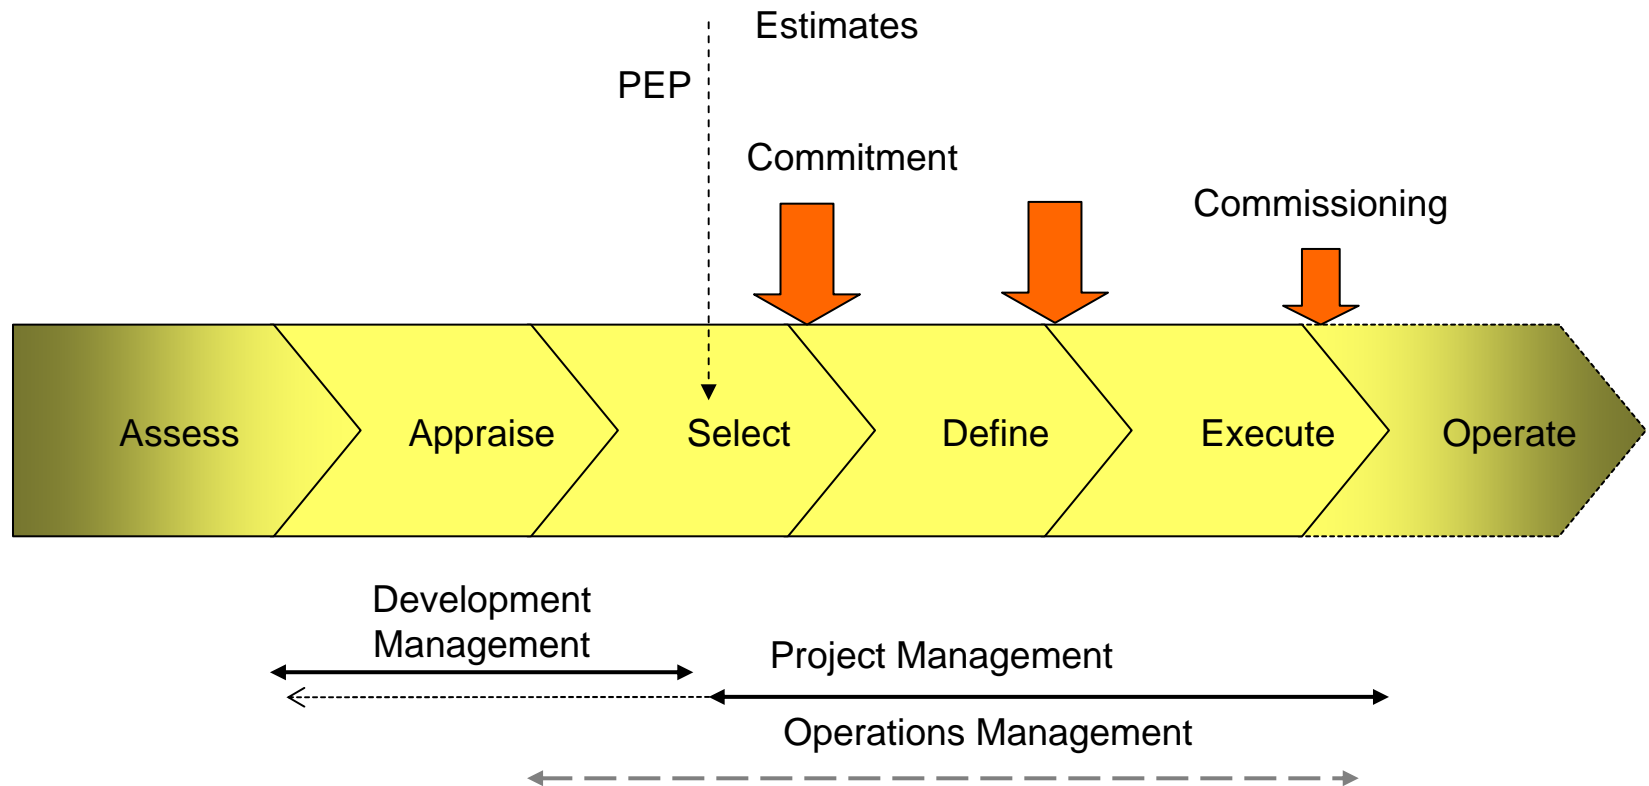 Estimates
PEP
Commitment
Commissioning
Assess
Appraise
Select
Define
Execute
Operate
Development
Management
Project Management
Operations Management